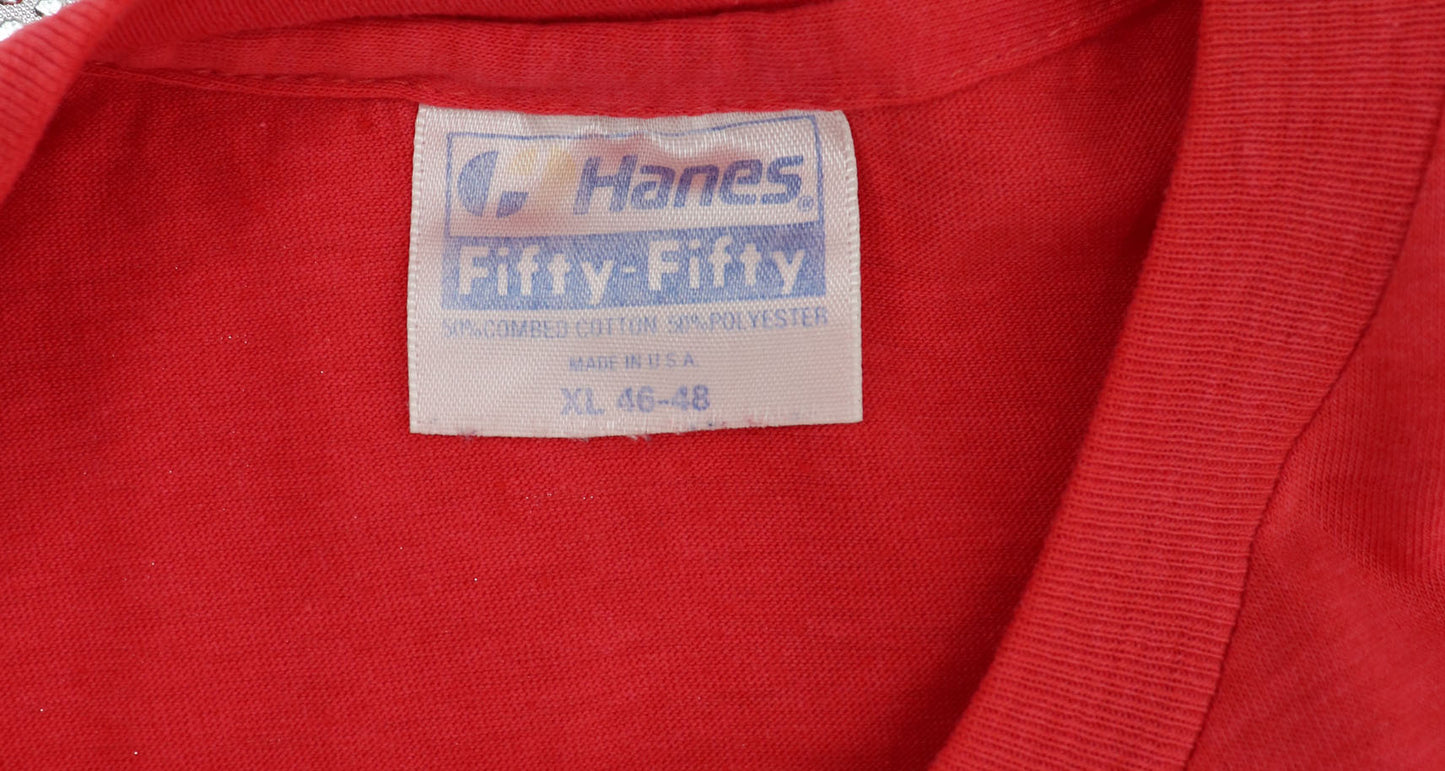 Hanes®
Fifty-Fifty
50% COMBED COTTON 50% POLYESTER
MADE IN U.S.A.
XL 46-48